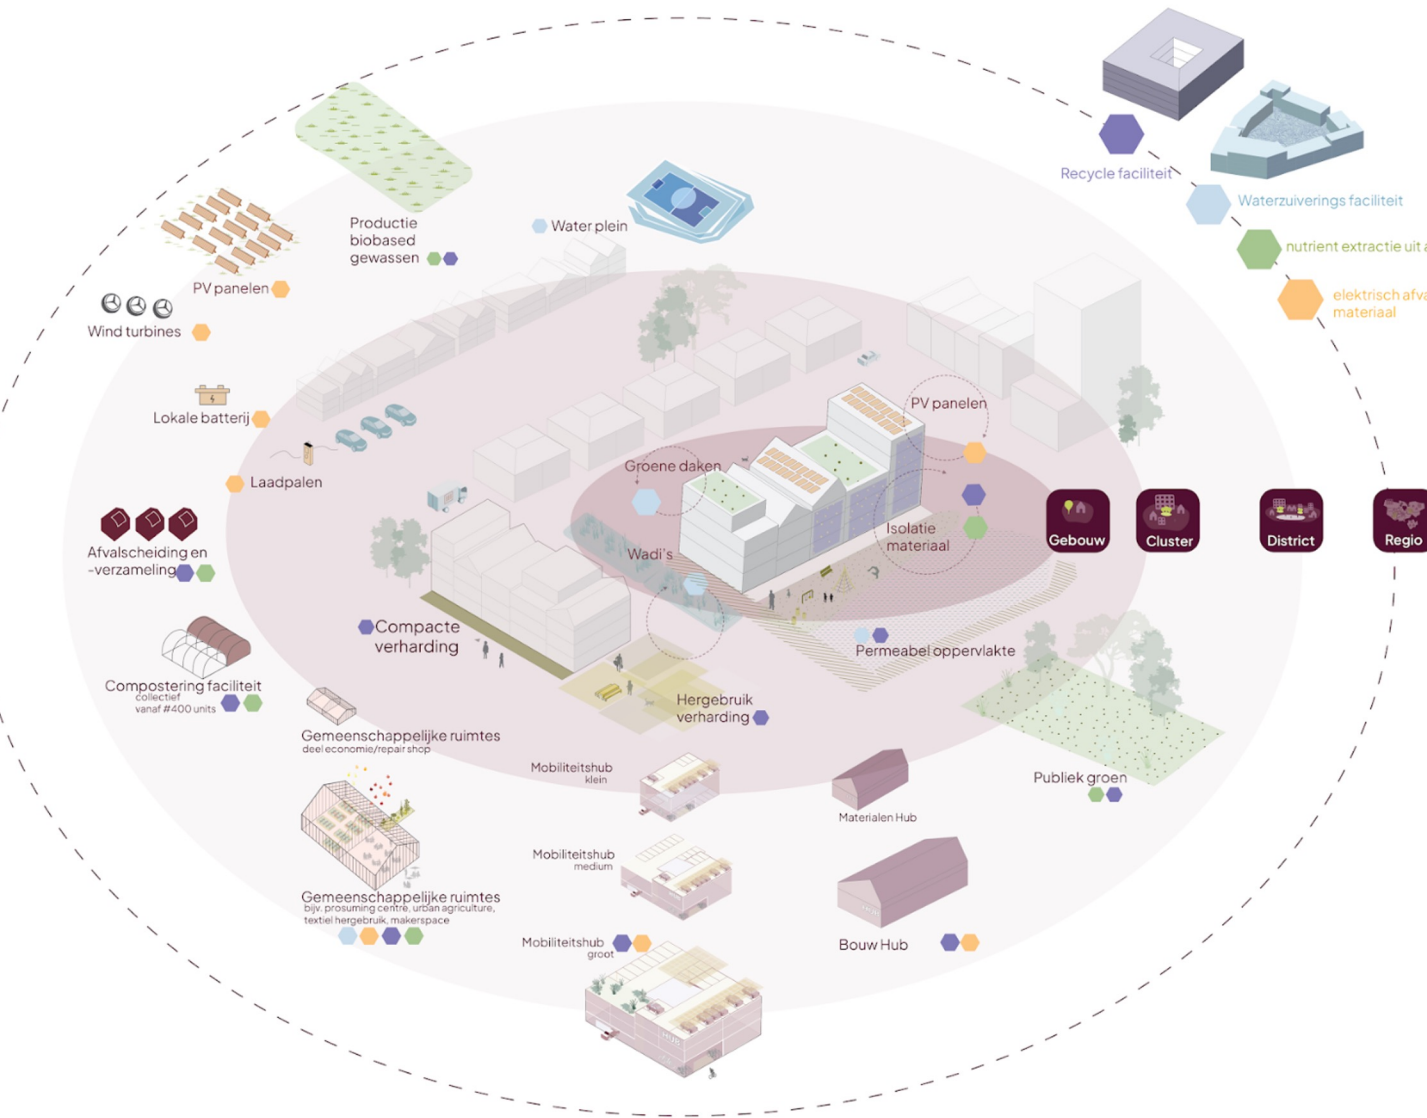 Recycle faciliteit
Waterzuiverings faciliteit
nutrient extractie uit
elektrisch
materiaal
Productie
biobased
gewassen
Water plein
PV panelen
Wind turbines
Lokale batterij
Laadpalen
PV panelen
Groene daken
Isolatie
materiaal
Wadi's
Gebouw
Cluster
District
Regio
Afvalscheiding en
-verzameling
Compacte
verharding
Permeabel oppervlakte
Compostering faciliteit
collectief
vanaf #400 units
Hergebruik
verharding
Gemeenschappelijke ruimtes
deel economie/repair shop
Mobiliteitshub
klein
Publiek groen
Materialen Hub
Mobiliteitshub
medium
Gemeenschappelijke ruimtes
bijv. prosuming centre, urban agriculture,
textiel hergebruik, makerspace
Mobiliteitshub
groot
Bouw Hub
HUB